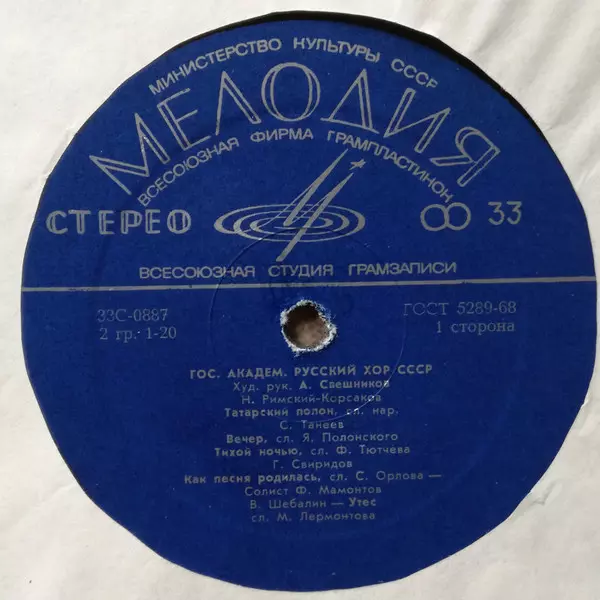 МИНИСТЕРСТВО КУЛЬТУРЫ СССР
МЕЛОДИЯ
ВСЕСОЮЗНАЯ ФИРМА ГРАМПЛАСТИНОК
СТЕРЕО 33
ВСЕСОЮЗНАЯ СТУДИЯ ГРАМЗАПИСИ
33С-0887 ГОСТ 5289-68
2 гр. 1-20 1 сторона
ГОС. АКАДЕМ. РУССКИЙ ХОР СССР
Худ. рук. А. Свешников
Н. Римский-Корсаков
Татарский полон, сл. нар.
С. Танеев
Вечер, сл. Я. Полонского
Тихой ночью, сл. Ф. Тютчева
Г. Свиридов
Как песня родилась, сл. С. Орлова —
Солист Ф. Мамонтов
В. Шебалин — Утес
сл. М. Лермонтова